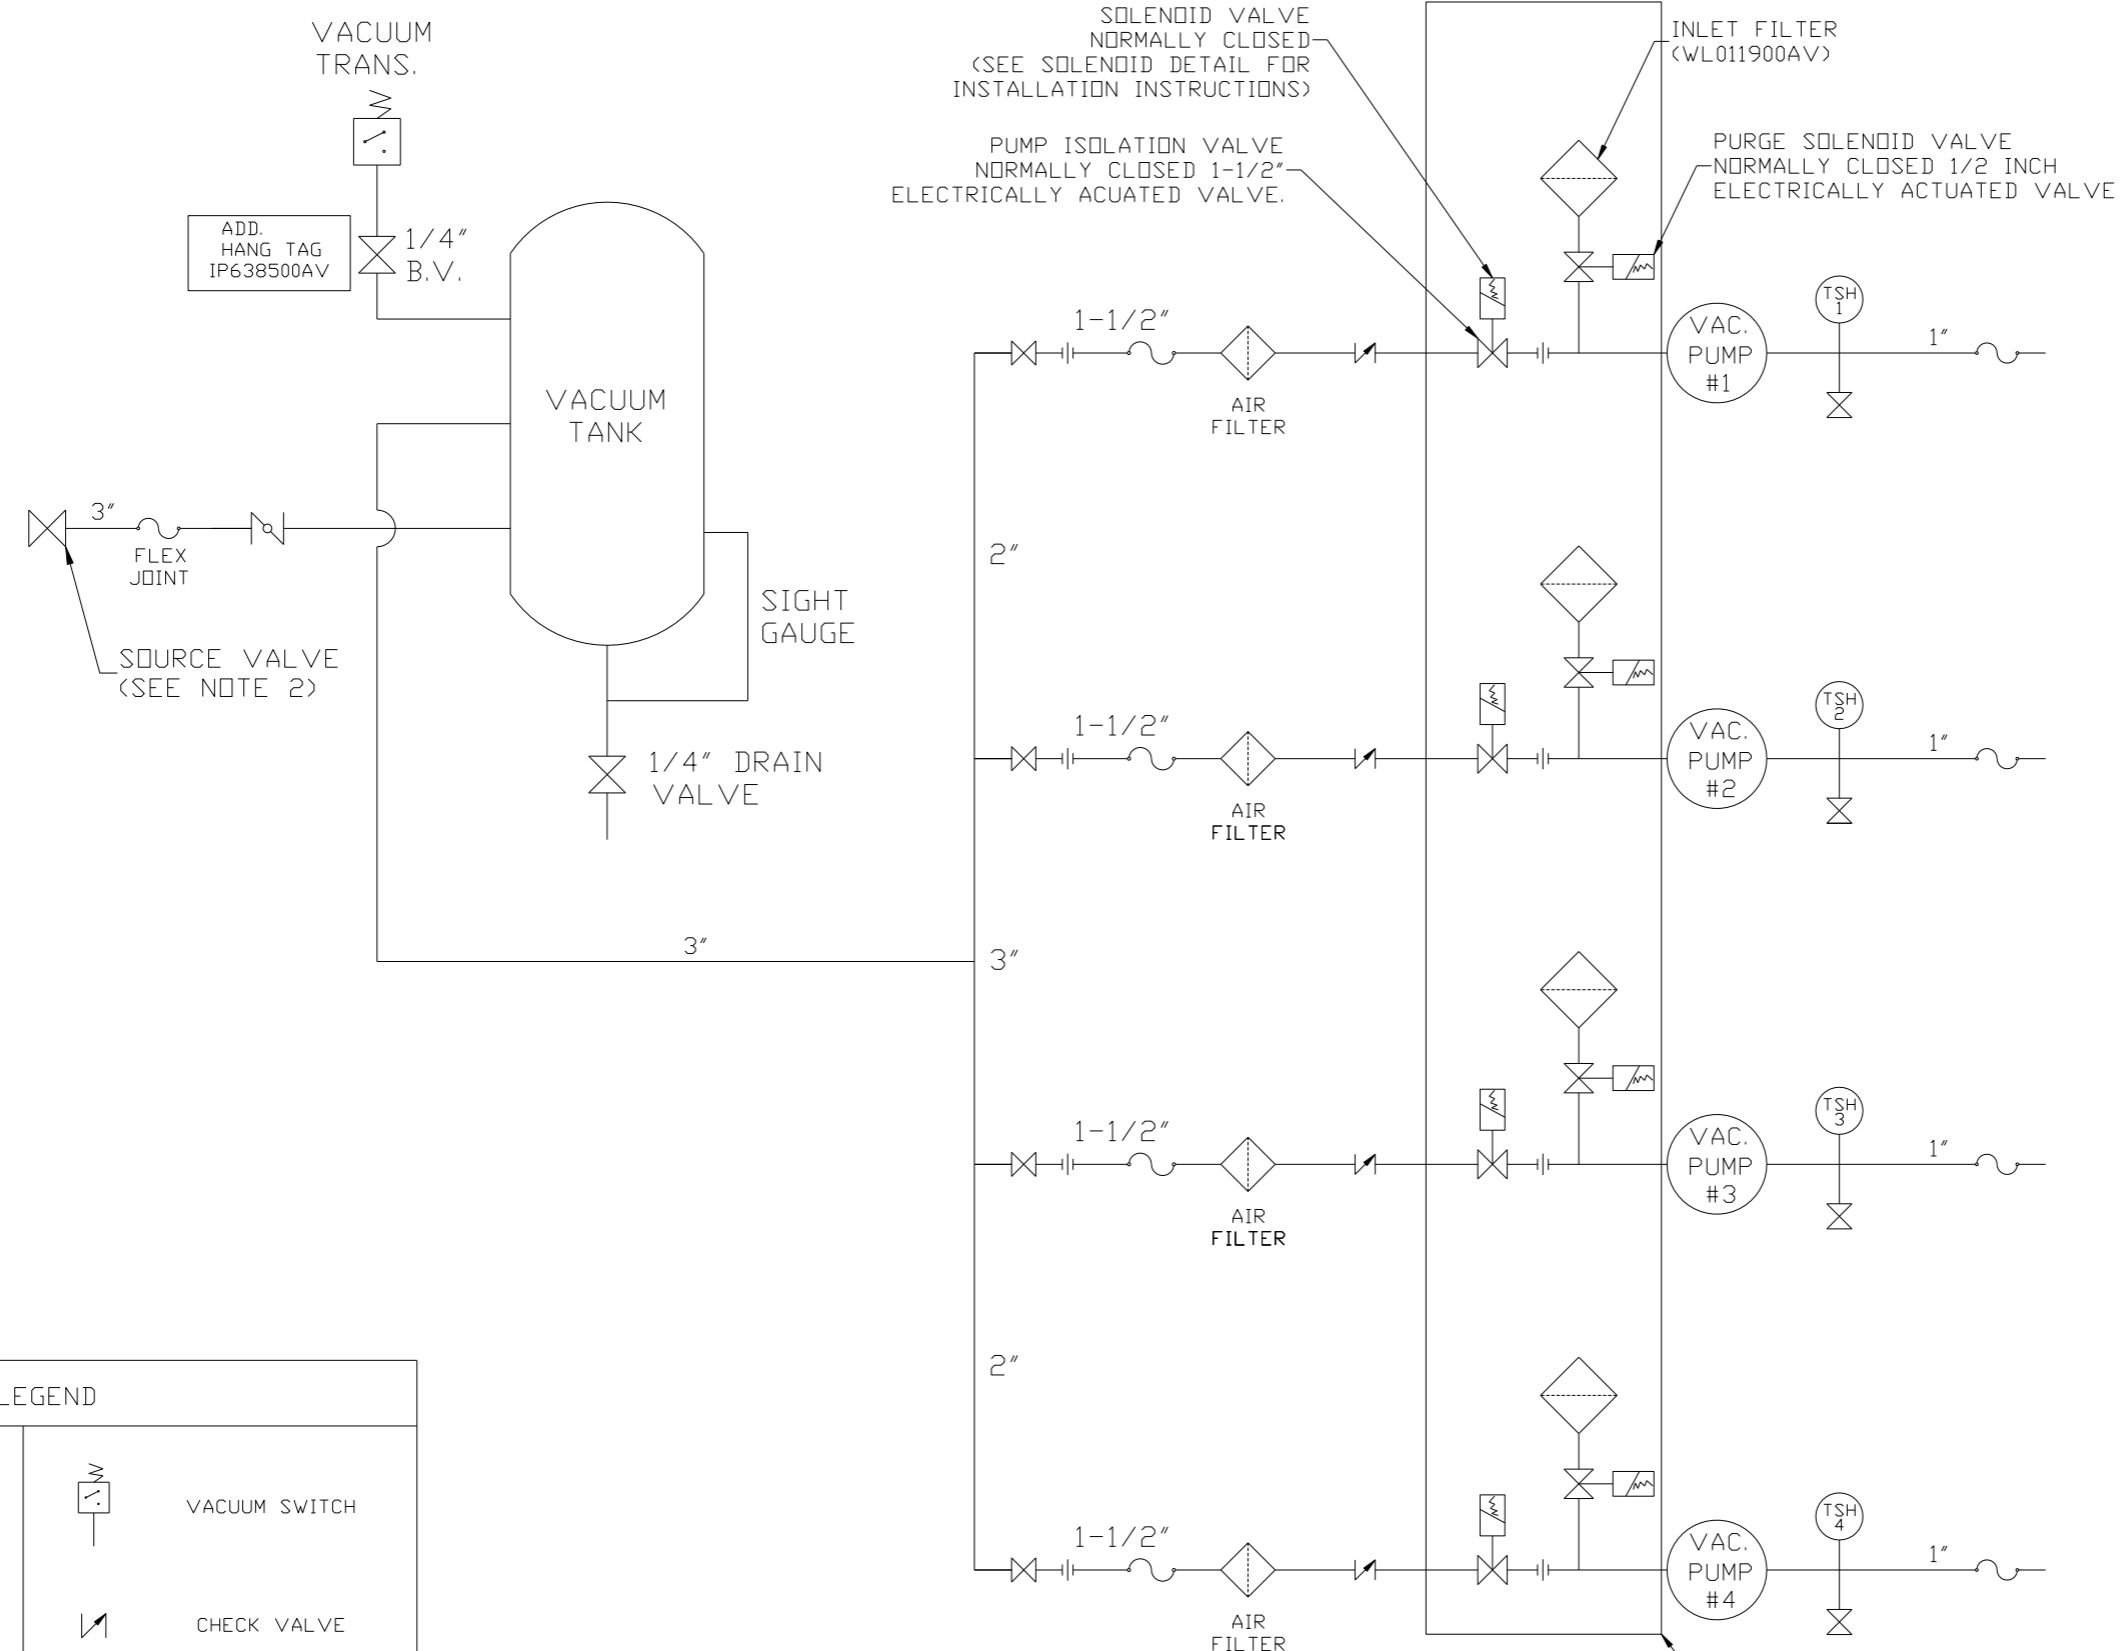 VACUUM
TRANS.
ADD.
HANG TAG
IP638500AV
1/4"
B.V.
VACUUM
TANK
3"
FLEX
JOINT
SOURCE VALVE
(SEE NOTE 2)
SIGHT
GAUGE
1/4" DRAIN
VALVE
3"
SOLENOID VALVE
NORMALLY CLOSED
(SEE SOLENOID DETAIL FOR
INSTALLATION INSTRUCTIONS)
PUMP ISOLATION VALVE
NORMALLY CLOSED 1-1/2"
ELECTRICALLY ACUATED VALVE.
INLET FILTER
(WL011900AV)
PURGE SOLENOID VALVE
NORMALLY CLOSED 1/2 INCH
ELECTRICALLY ACTUATED VALVE
1-1/2"
AIR
FILTER
VAC.
PUMP
#1
TSH
1
1"
2"
1-1/2"
AIR
FILTER
VAC.
PUMP
#2
TSH
2
1"
3"
1-1/2"
AIR
FILTER
VAC.
PUMP
#3
TSH
3
1"
2"
1-1/2"
AIR
FILTER
VAC.
PUMP
#4
TSH
4
1"
LEGEND
VACUUM SWITCH
CHECK VALVE